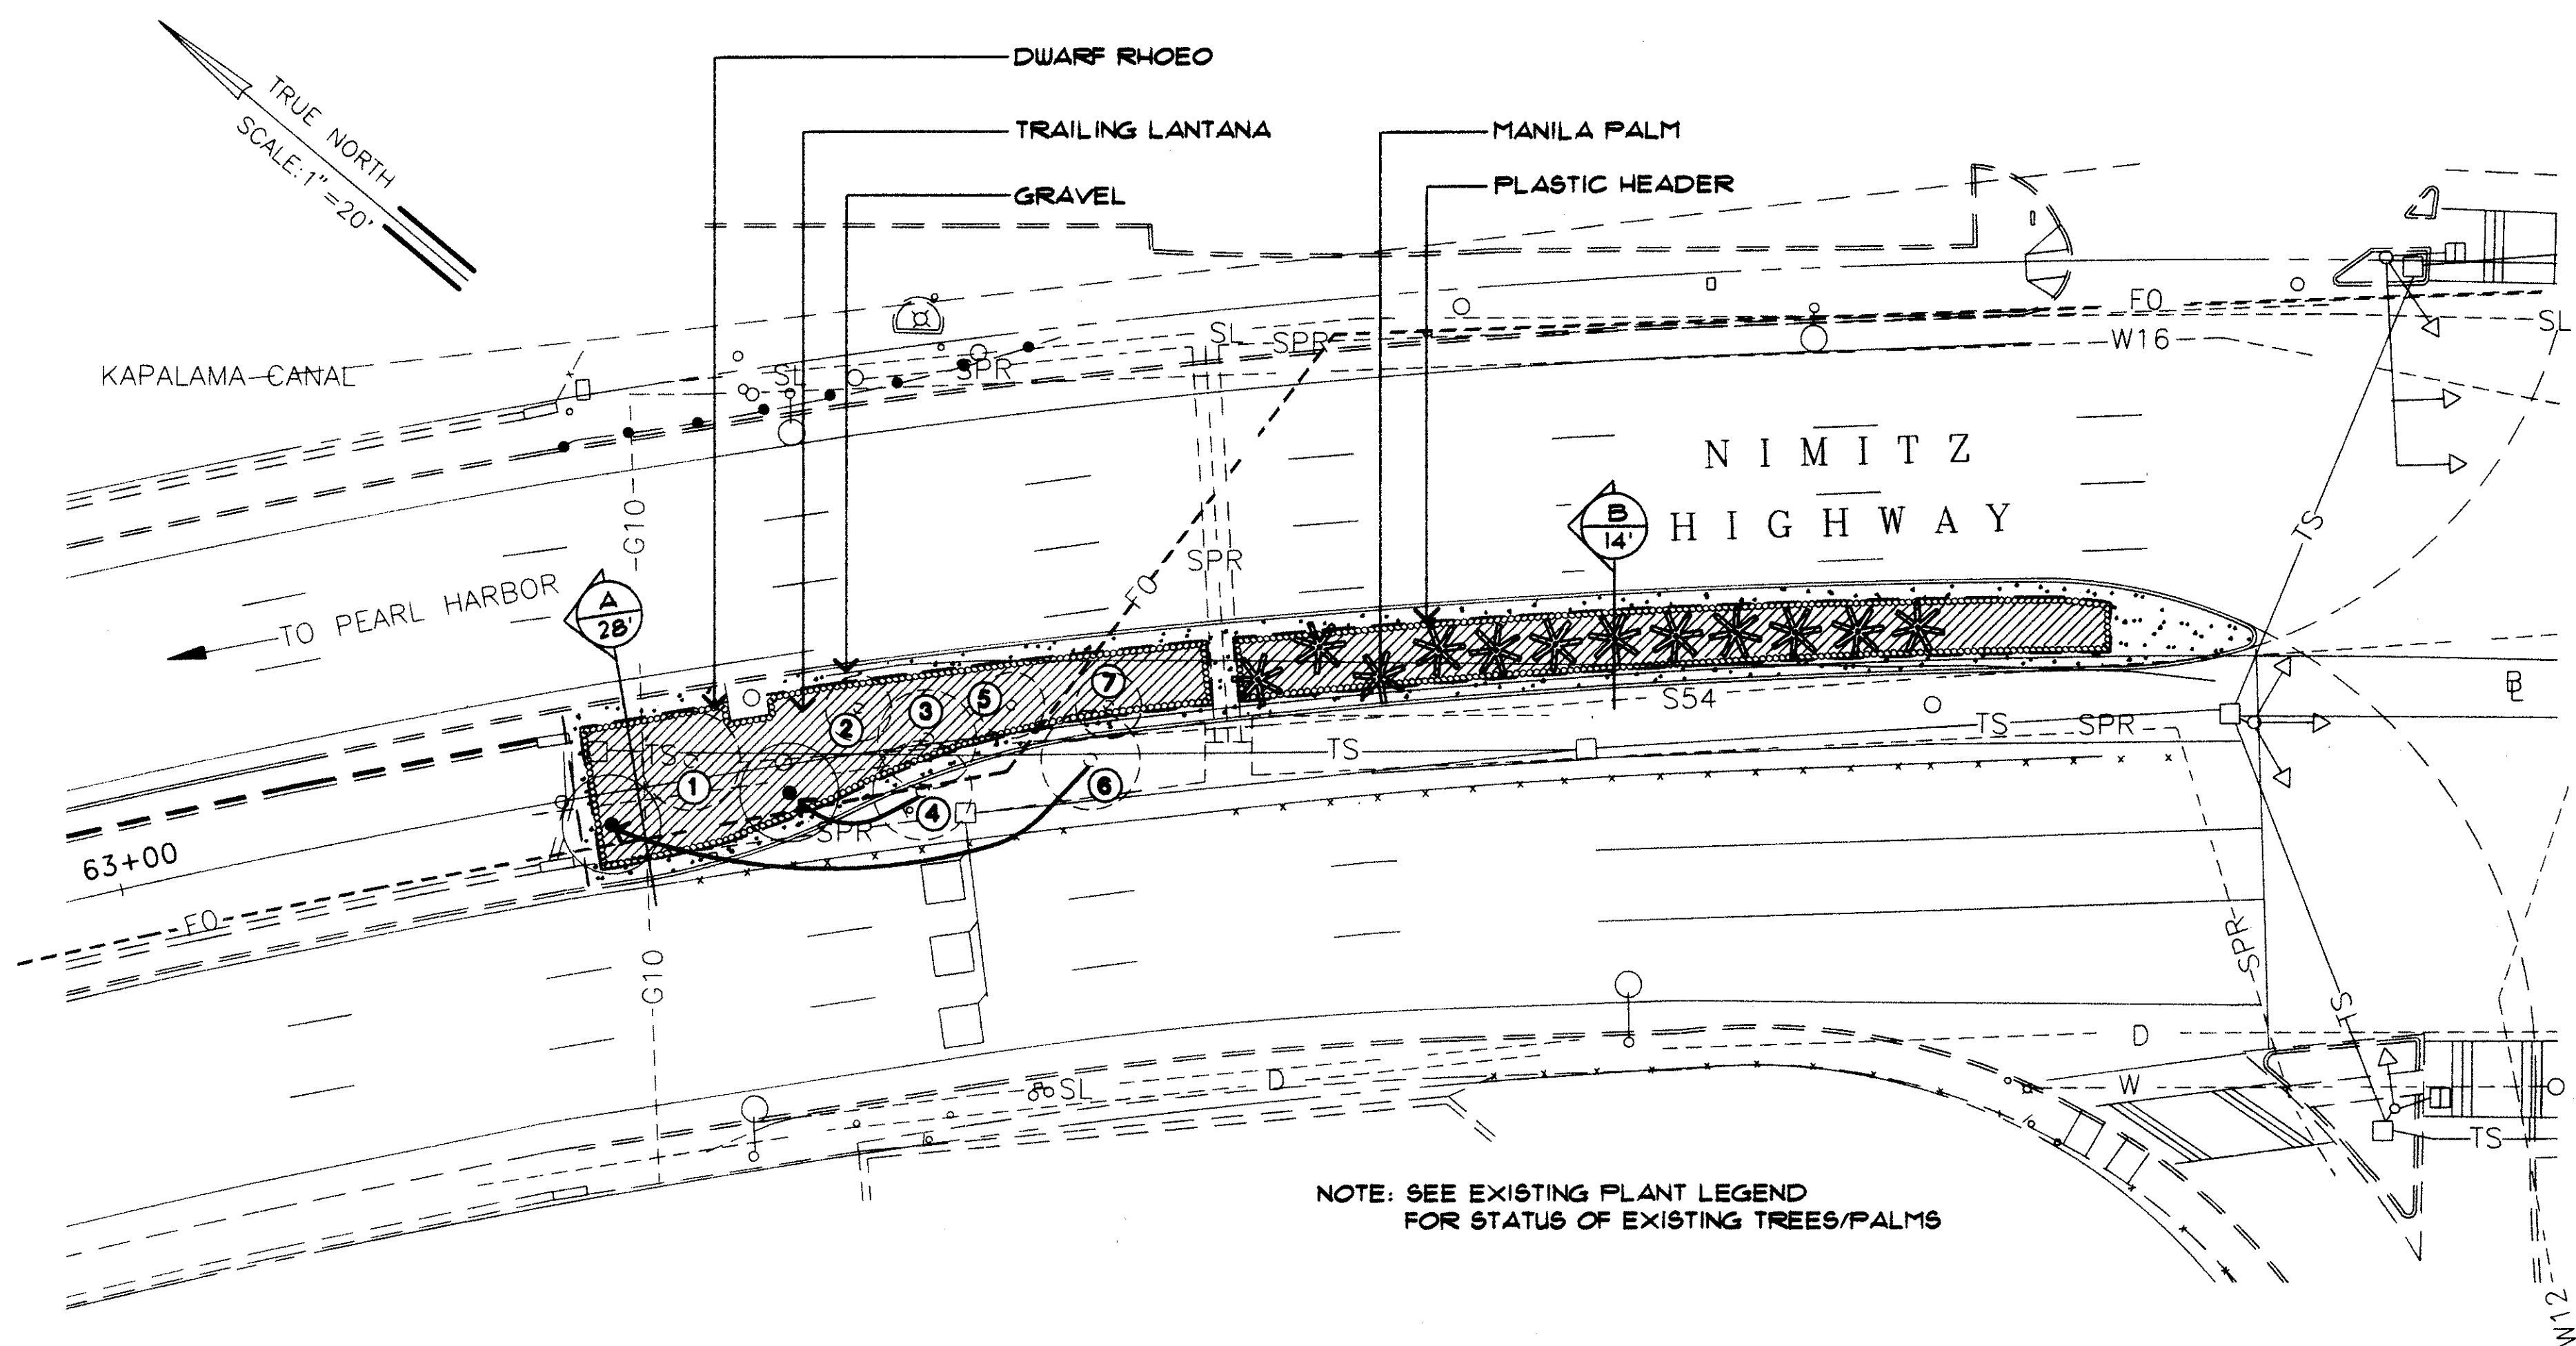 DWARF RHOEO
TRUE NORTH
SCALE: 1"=20'
TRAILING LANTANA
MANILA PALM
GRAVEL
PLASTIC HEADER
FO
SL
SL
SPR
W16
KAPALAMA CANAL
SL
SPR
NIMITZ
HIGHWAY
B
14'
G10
TS
SPR
FO
TO PEARL HARBOR
A
28'
7
5
3
2
S54
B
L
TS
SPR
TS
TS
1
6
4
SPR
63+00
FO
SPR
G10
TS
D
SL
D
W
TS
NOTE: SEE EXISTING PLANT LEGEND
FOR STATUS OF EXISTING TREES/PALMS
W12